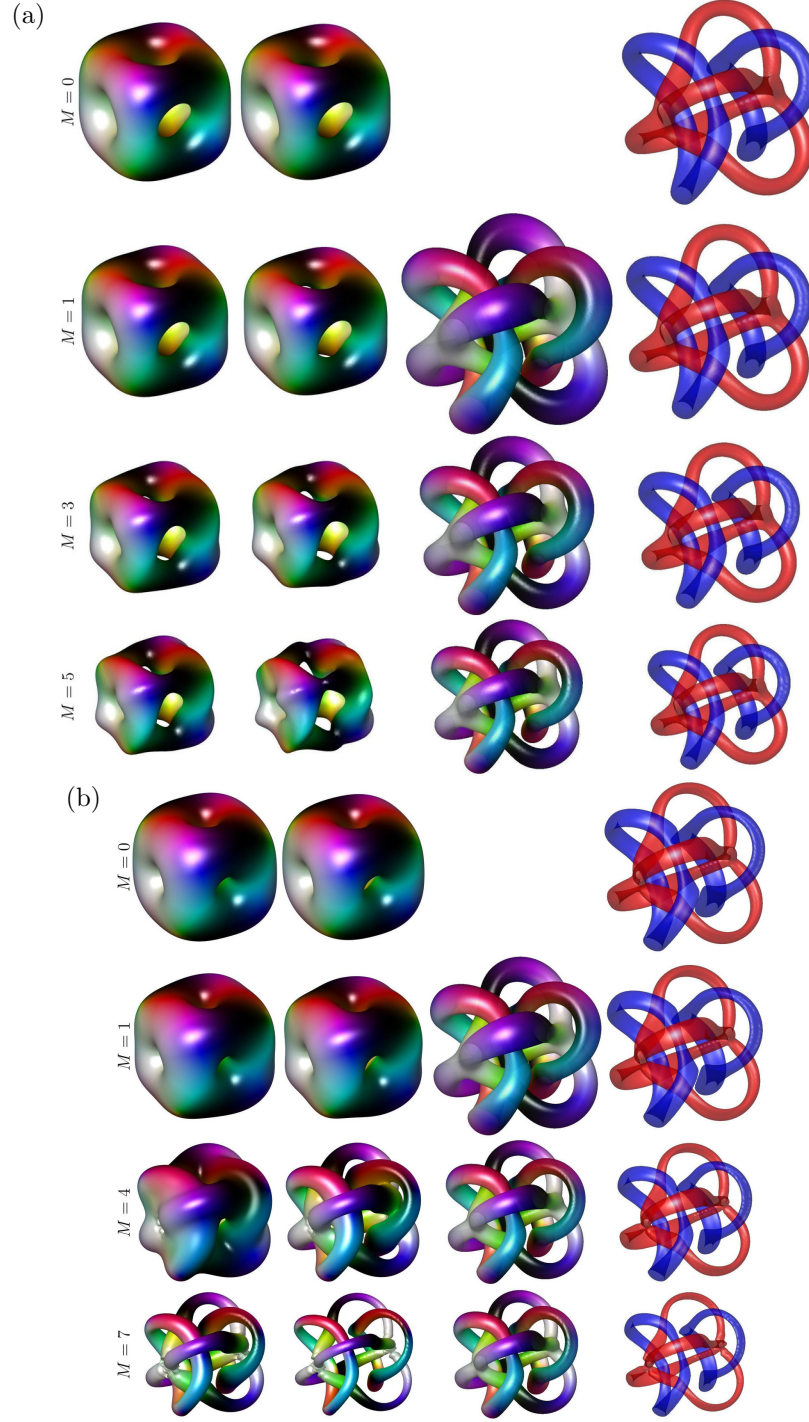 (a)
M = 0
M = 1
M = 3
M = 5
(b)
M = 0
M = 1
M = 4
M = 7